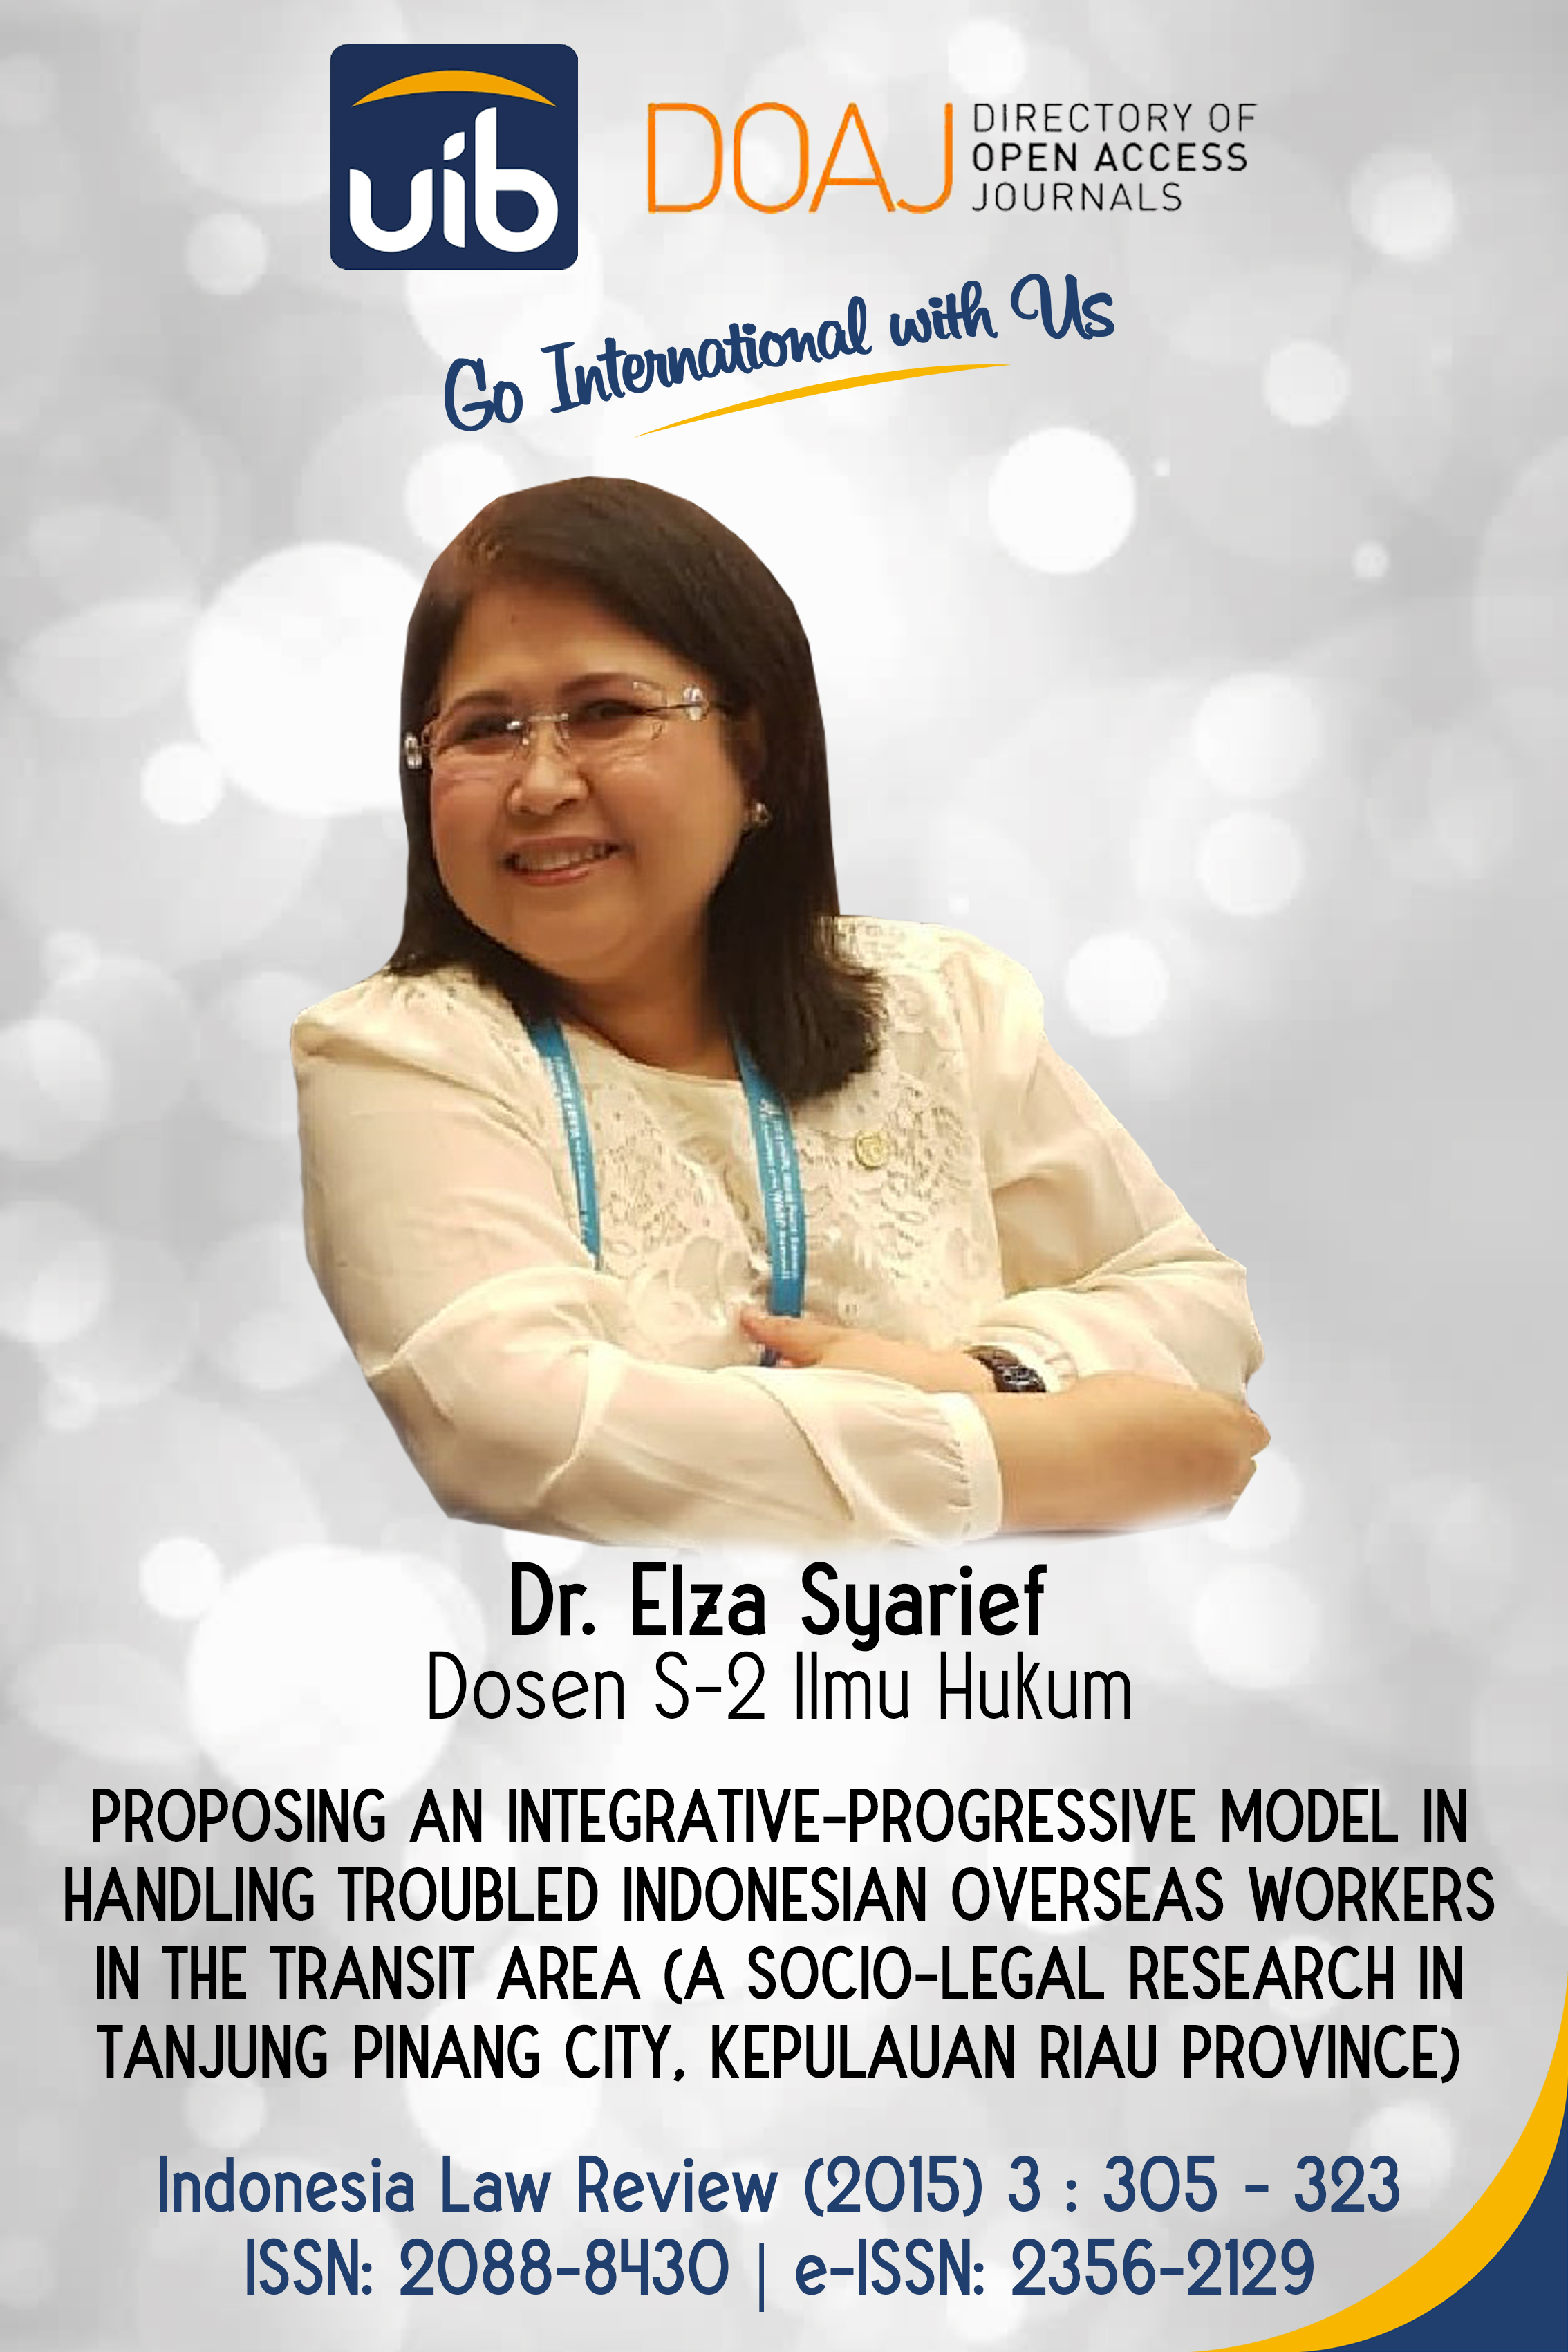 uib
DOAJ
DIRECTORY OF
OPEN ACCESS
JOURNALS
Go International with Us
Dr. Elza Syarief
Dosen S-2 Ilmu Hukum
PROPOSING AN INTEGRATIVE-PROGRESSIVE MODEL IN
HANDLING TROUBLED INDONESIAN OVERSEAS WORKERS
IN THE TRANSIT AREA (A SOCIO-LEGAL RESEARCH IN
TANJUNG PINANG CITY, KEPULAUAN RIAU PROVINCE)
Indonesia Law Review (2015) 3 : 305 - 323
ISSN: 2088-8430 | e-ISSN: 2356-2129